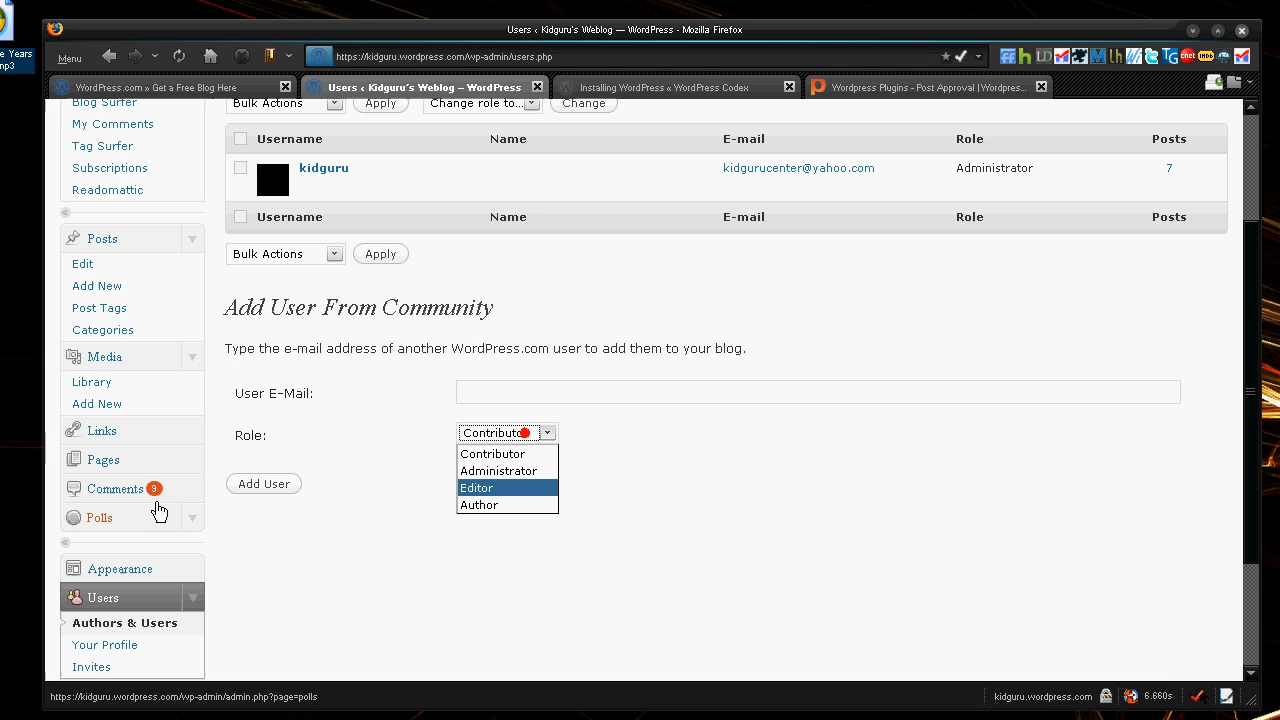 e Years
mp3
Users ‹ Kidguru's Weblog — WordPress - Mozilla Firefox
Menu
https://kidguru.wordpress.com/wp-admin/users.php
WordPress.com » Get a Free Blog Here
Users ‹ Kidguru's Weblog — WordPress
Installing WordPress « WordPress Codex
Wordpress Plugins - Post Approval | Wordpres...
Blog Surfer
My Comments
Tag Surfer
Subscriptions
Readomattic
Posts
Edit
Add New
Post Tags
Categories
Media
Library
Add New
Links
Pages
Comments 9
Polls
Appearance
Users
Authors & Users
Your Profile
Invites
Bulk Actions Apply Change role to... Change
Username Name E-mail Role Posts
kidguru kidgurucenter@yahoo.com Administrator 7
Username Name E-mail Role Posts
Bulk Actions Apply
Add User From Community
Type the e-mail address of another WordPress.com user to add them to your blog.
User E-Mail:
Role: Contributor
Contributor
Administrator
Editor
Author
Add User
https://kidguru.wordpress.com/wp-admin/admin.php?page=polls
kidguru.wordpress.com 6.660s